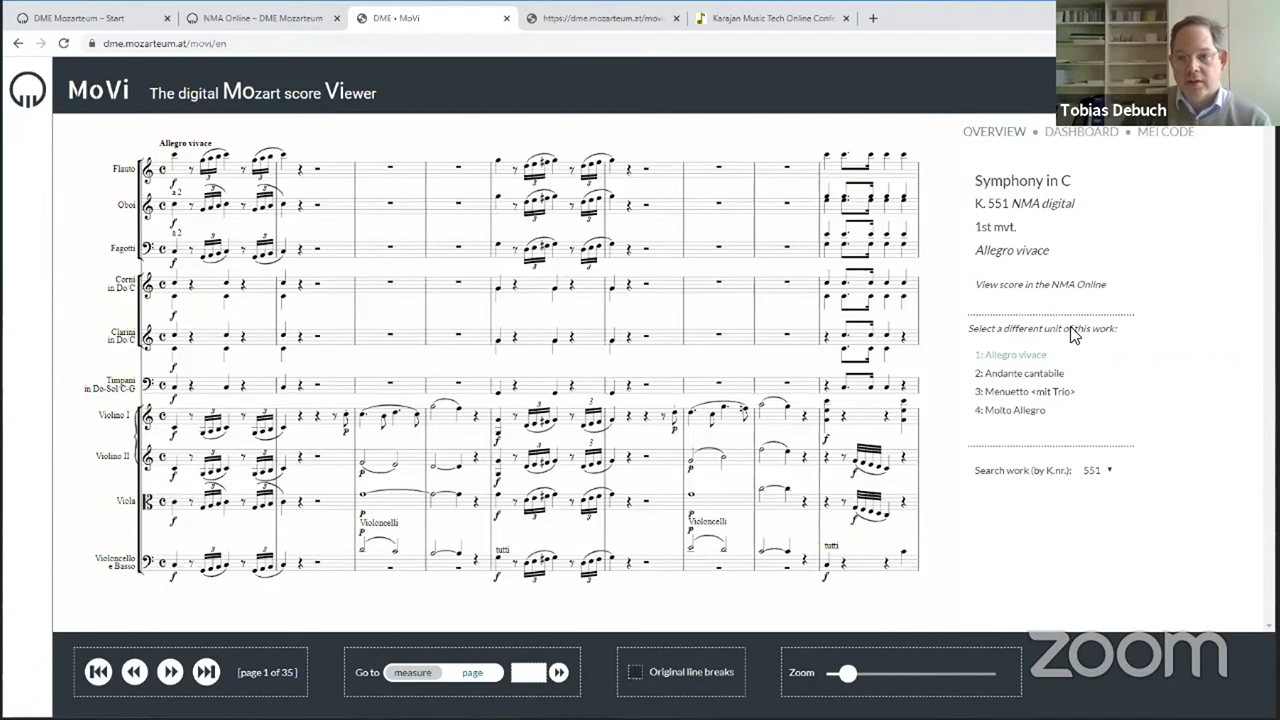 DME Mozarteum – Start
NMA Online – DME Mozarteum
DME • MoVi
https://dme.mozarteum.at/movi
Karajan Music Tech Online Conf
dme.mozarteum.at/movi/en
MoVi The digital Mozart score Viewer
Tobias Debuch
OVERVIEW • DASHBOARD • MEI CODE
Symphony in C
K. 551 NMA digital
1st mvt.
Allegro vivace
View score in the NMA Online
Select a different unit of this work:
1: Allegro vivace
2: Andante cantabile
3: Menuetto <mit Trio>
4: Molto Allegro
Search work (by K.nr.): 551
Allegro vivace
Flauto
a 2
Oboi
a 2
Fagotti
Corni
in Do/C
Clarini
in Do/C
Timpani
in Do-Sol/C-G
Violino I
Violino II
Viola
Violoncelli
Violoncelli
Violoncello
e Basso
tutti
tutti
[page 1 of 35]
Go to measure page
Original line breaks
Zoom
zoom